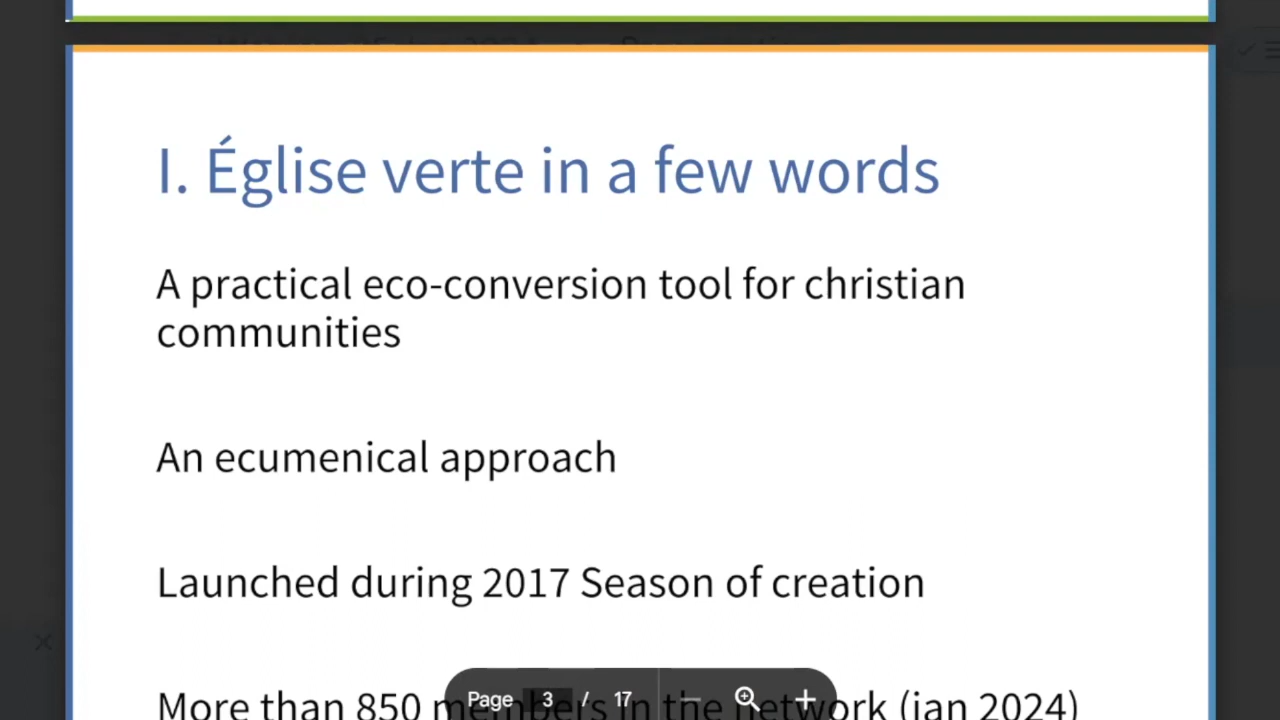 I. Église verte in a few words
A practical eco-conversion tool for christian
communities
An ecumenical approach
Launched during 2017 Season of creation
More than 850 members in the network (jan 2024)
Page 3 / 17